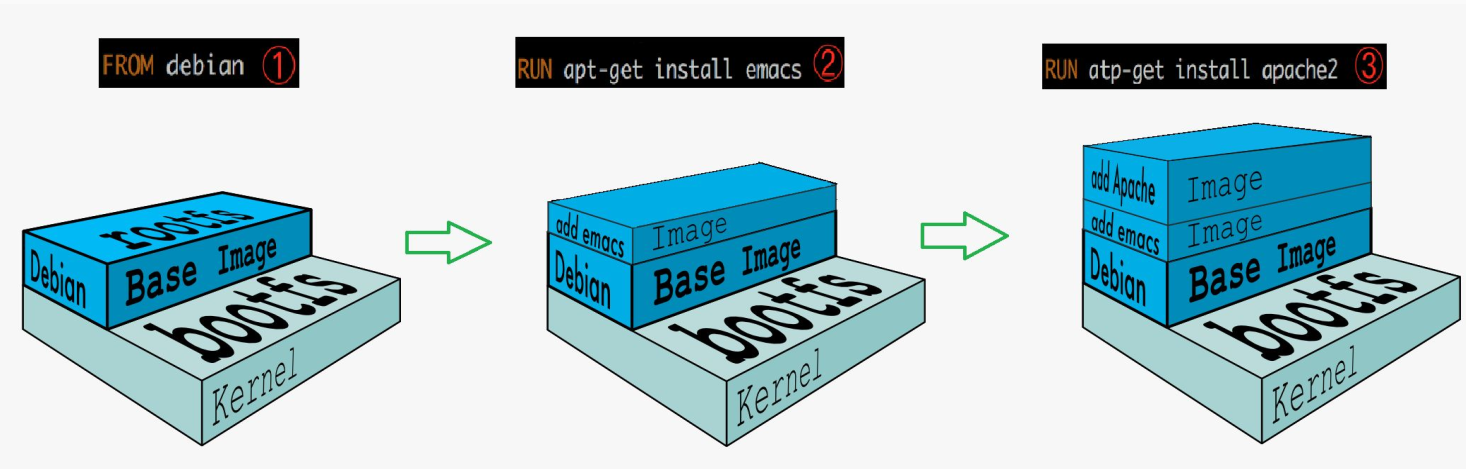 FROM debian ①
RUN apt-get install emacs ②
RUN atp-get install apache2 ③
rootfs
Debian
Base Image
bootfs
Kernel
add emacs
Image
Debian
Base Image
bootfs
Kernel
add Apache
Image
add emacs
Image
Debian
Base Image
bootfs
Kernel